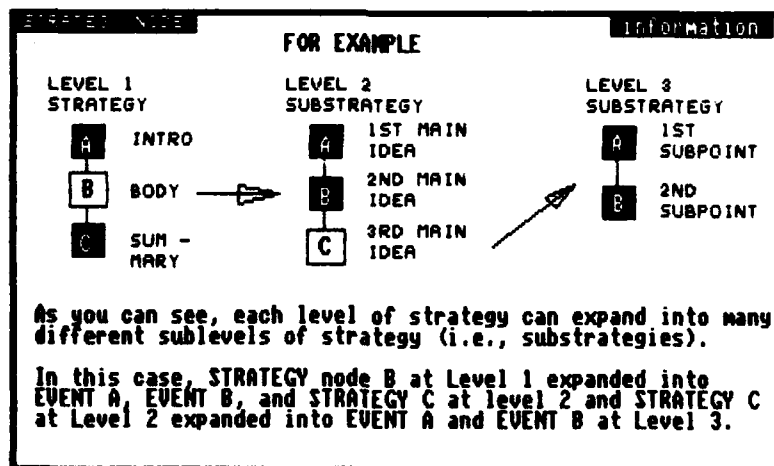 STRATEGY NODE
information
FOR EXAMPLE
LEVEL 1
STRATEGY
A
INTRO
B
BODY
C
SUM -
MARY
LEVEL 2
SUBSTRATEGY
A
1ST MAIN
IDEA
B
2ND MAIN
IDEA
C
3RD MAIN
IDEA
LEVEL 3
SUBSTRATEGY
A
1ST
SUBPOINT
B
2ND
SUBPOINT
As you can see, each level of strategy can expand into many
different sublevels of strategy (i.e., substrategies).
In this case, STRATEGY node B at Level 1 expanded into
EVENT A, EVENT B, and STRATEGY C at level 2 and STRATEGY C
at Level 2 expanded into EVENT A and EVENT B at Level 3.